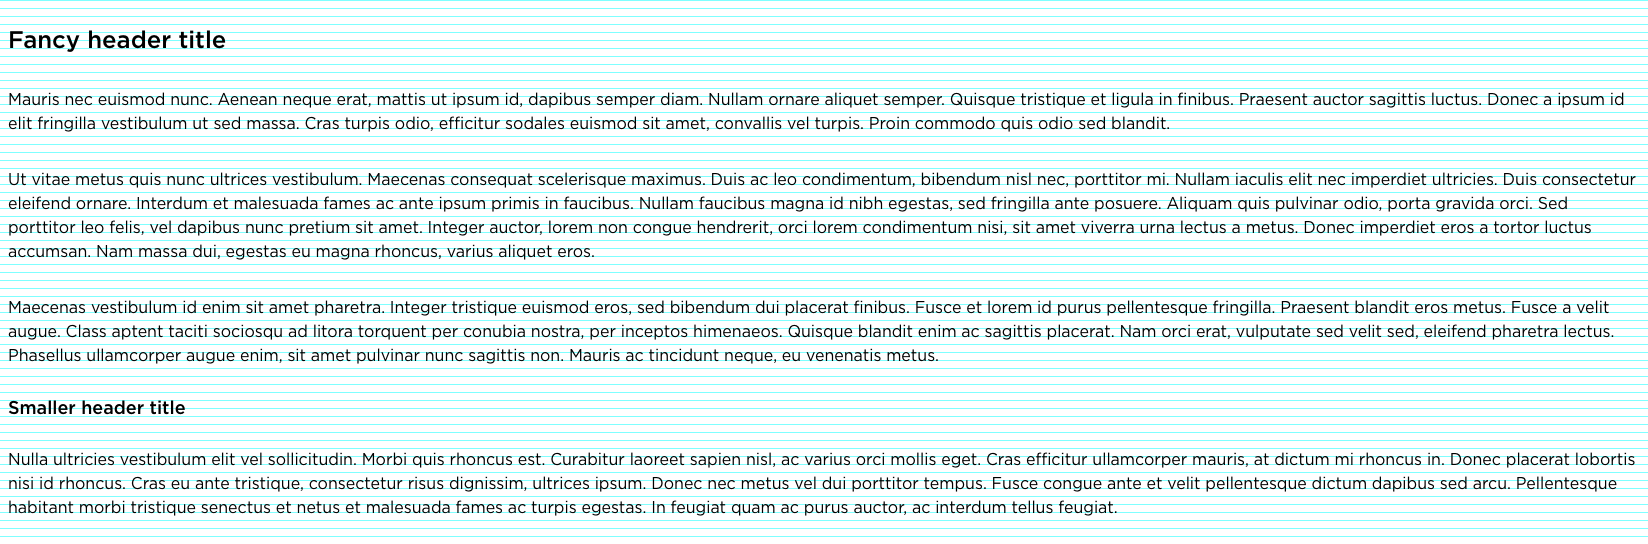 Fancy header title
Mauris nec euismod nunc. Aenean neque erat, mattis ut ipsum id, dapibus semper diam. Nullam ornare aliquet semper. Quisque tristique et ligula in finibus. Praesent auctor sagittis luctus. Donec a ipsum id
elit fringilla vestibulum ut sed massa. Cras turpis odio, efficitur sodales euismod sit amet, convallis vel turpis. Proin commodo quis odio sed blandit.
Ut vitae metus quis nunc ultrices vestibulum. Maecenas consequat scelerisque maximus. Duis ac leo condimentum, bibendum nisl nec, porttitor mi. Nullam iaculis elit nec imperdiet ultricies. Duis consectetur
eleifend ornare. Interdum et malesuada fames ac ante ipsum primis in faucibus. Nullam faucibus magna id nibh egestas, sed fringilla ante posuere. Aliquam quis pulvinar odio, porta gravida orci. Sed
porttitor leo felis, vel dapibus nunc pretium sit amet. Integer auctor, lorem non congue hendrerit, orci lorem condimentum nisi, sit amet viverra urna lectus a metus. Donec imperdiet eros a tortor luctus
accumsan. Nam massa dui, egestas eu magna rhoncus, varius aliquet eros.
Maecenas vestibulum id enim sit amet pharetra. Integer tristique euismod eros, sed bibendum dui placerat finibus. Fusce et lorem id purus pellentesque fringilla. Praesent blandit eros metus. Fusce a velit
augue. Class aptent taciti sociosqu ad litora torquent per conubia nostra, per inceptos himenaeos. Quisque blandit enim ac sagittis placerat. Nam orci erat, vulputate sed velit sed, eleifend pharetra lectus.
Phasellus ullamcorper augue enim, sit amet pulvinar nunc sagittis non. Mauris ac tincidunt neque, eu venenatis metus.
Smaller header title
Nulla ultricies vestibulum elit vel sollicitudin. Morbi quis rhoncus est. Curabitur laoreet sapien nisl, ac varius orci mollis eget. Cras efficitur ullamcorper mauris, at dictum mi rhoncus in. Donec placerat lobortis
nisi id rhoncus. Cras eu ante tristique, consectetur risus dignissim, ultrices ipsum. Donec nec metus vel dui porttitor tempus. Fusce congue ante et velit pellentesque dictum dapibus sed arcu. Pellentesque
habitant morbi tristique senectus et netus et malesuada fames ac turpis egestas. In feugiat quam ac purus auctor, ac interdum tellus feugiat.